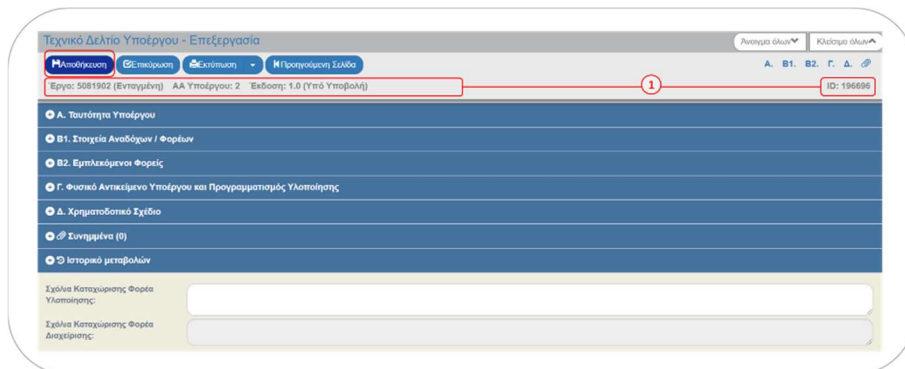 Τεχνικό Δελτίο Υποέργου - Επεξεργασία Άνοιγμα όλων Κλείσιμο όλων
Αποθήκευση Επικύρωση Εκτύπωση Προηγούμενη Σελίδα Α. Β1. Β2. Γ. Δ.
Έργο: 5081902 (Ενταγμένη) ΑΑ Υποέργου: 2 Έκδοση: 1.0 (Υπό Υποβολή) 1 ID: 196696
Α. Ταυτότητα Υποέργου
Β1. Στοιχεία Αναδόχων / Φορέων
Β2. Εμπλεκόμενοι Φορείς
Γ. Φυσικό Αντικείμενο Υποέργου και Προγραμματισμός Υλοποίησης
Δ. Χρηματοδοτικό Σχέδιο
Συνημμένα (0)
Ιστορικό μεταβολών
Σχόλια Καταχώρισης Φορέα
Υλοποίησης:
Σχόλια Καταχώρισης Φορέα
Διαχείρισης: